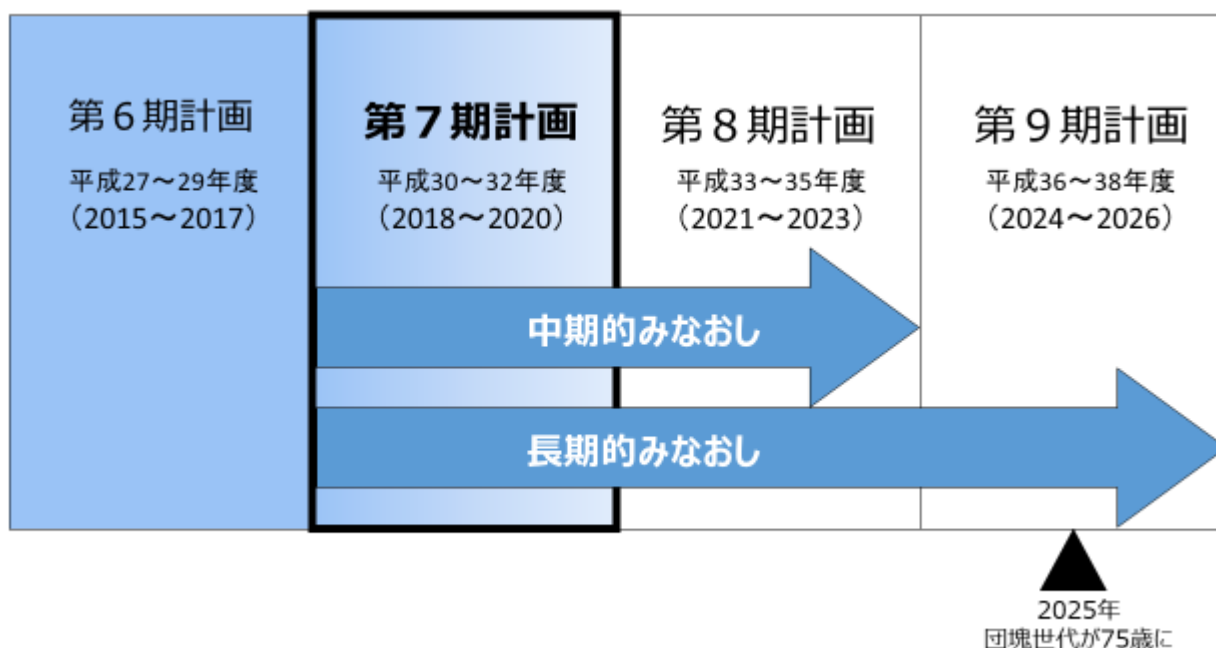 第６期計画
平成27～29年度
（2015～2017）
第７期計画
平成30～32年度
（2018～2020）
第８期計画
平成33～35年度
（2021～2023）
第９期計画
平成36～38年度
（2024～2026）
中期的みなおし
長期的みなおし
2025年
団塊世代が75歳に